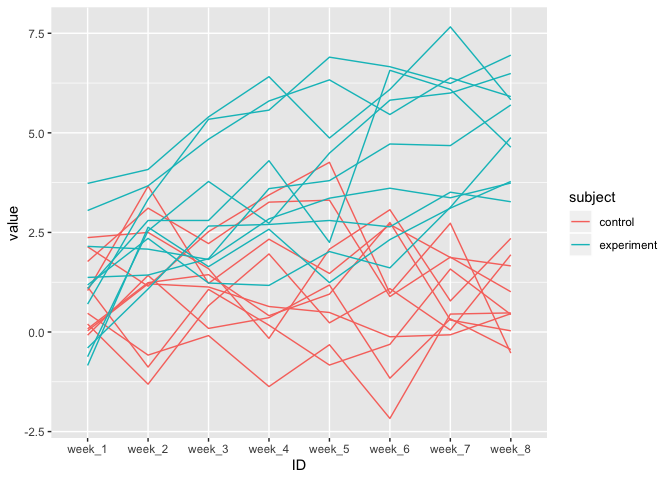 7.5
5.0
2.5
0.0
-2.5
value
week_1 week_2 week_3 week_4 week_5 week_6 week_7 week_8
ID
subject
control
experiment